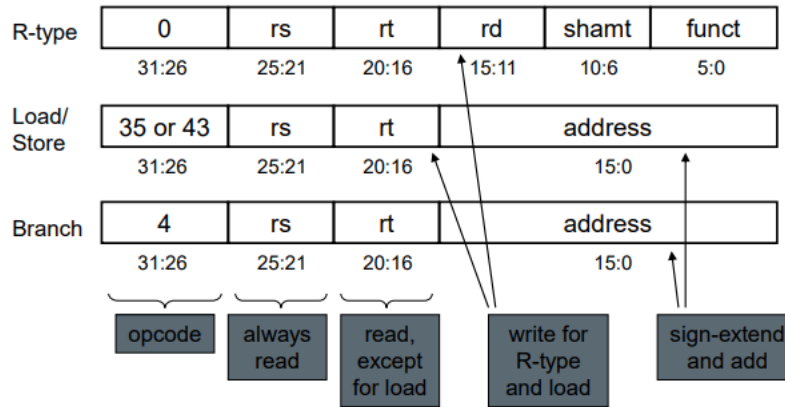 R-type 0 rs rt rd shamt funct
31:26 25:21 20:16 15:11 10:6 5:0
Load/
Store
35 or 43 rs rt address
31:26 25:21 20:16 15:0
Branch 4 rs rt address
31:26 25:21 20:16 15:0
opcode
always
read
read,
except
for load
write for
R-type
and load
sign-extend
and add